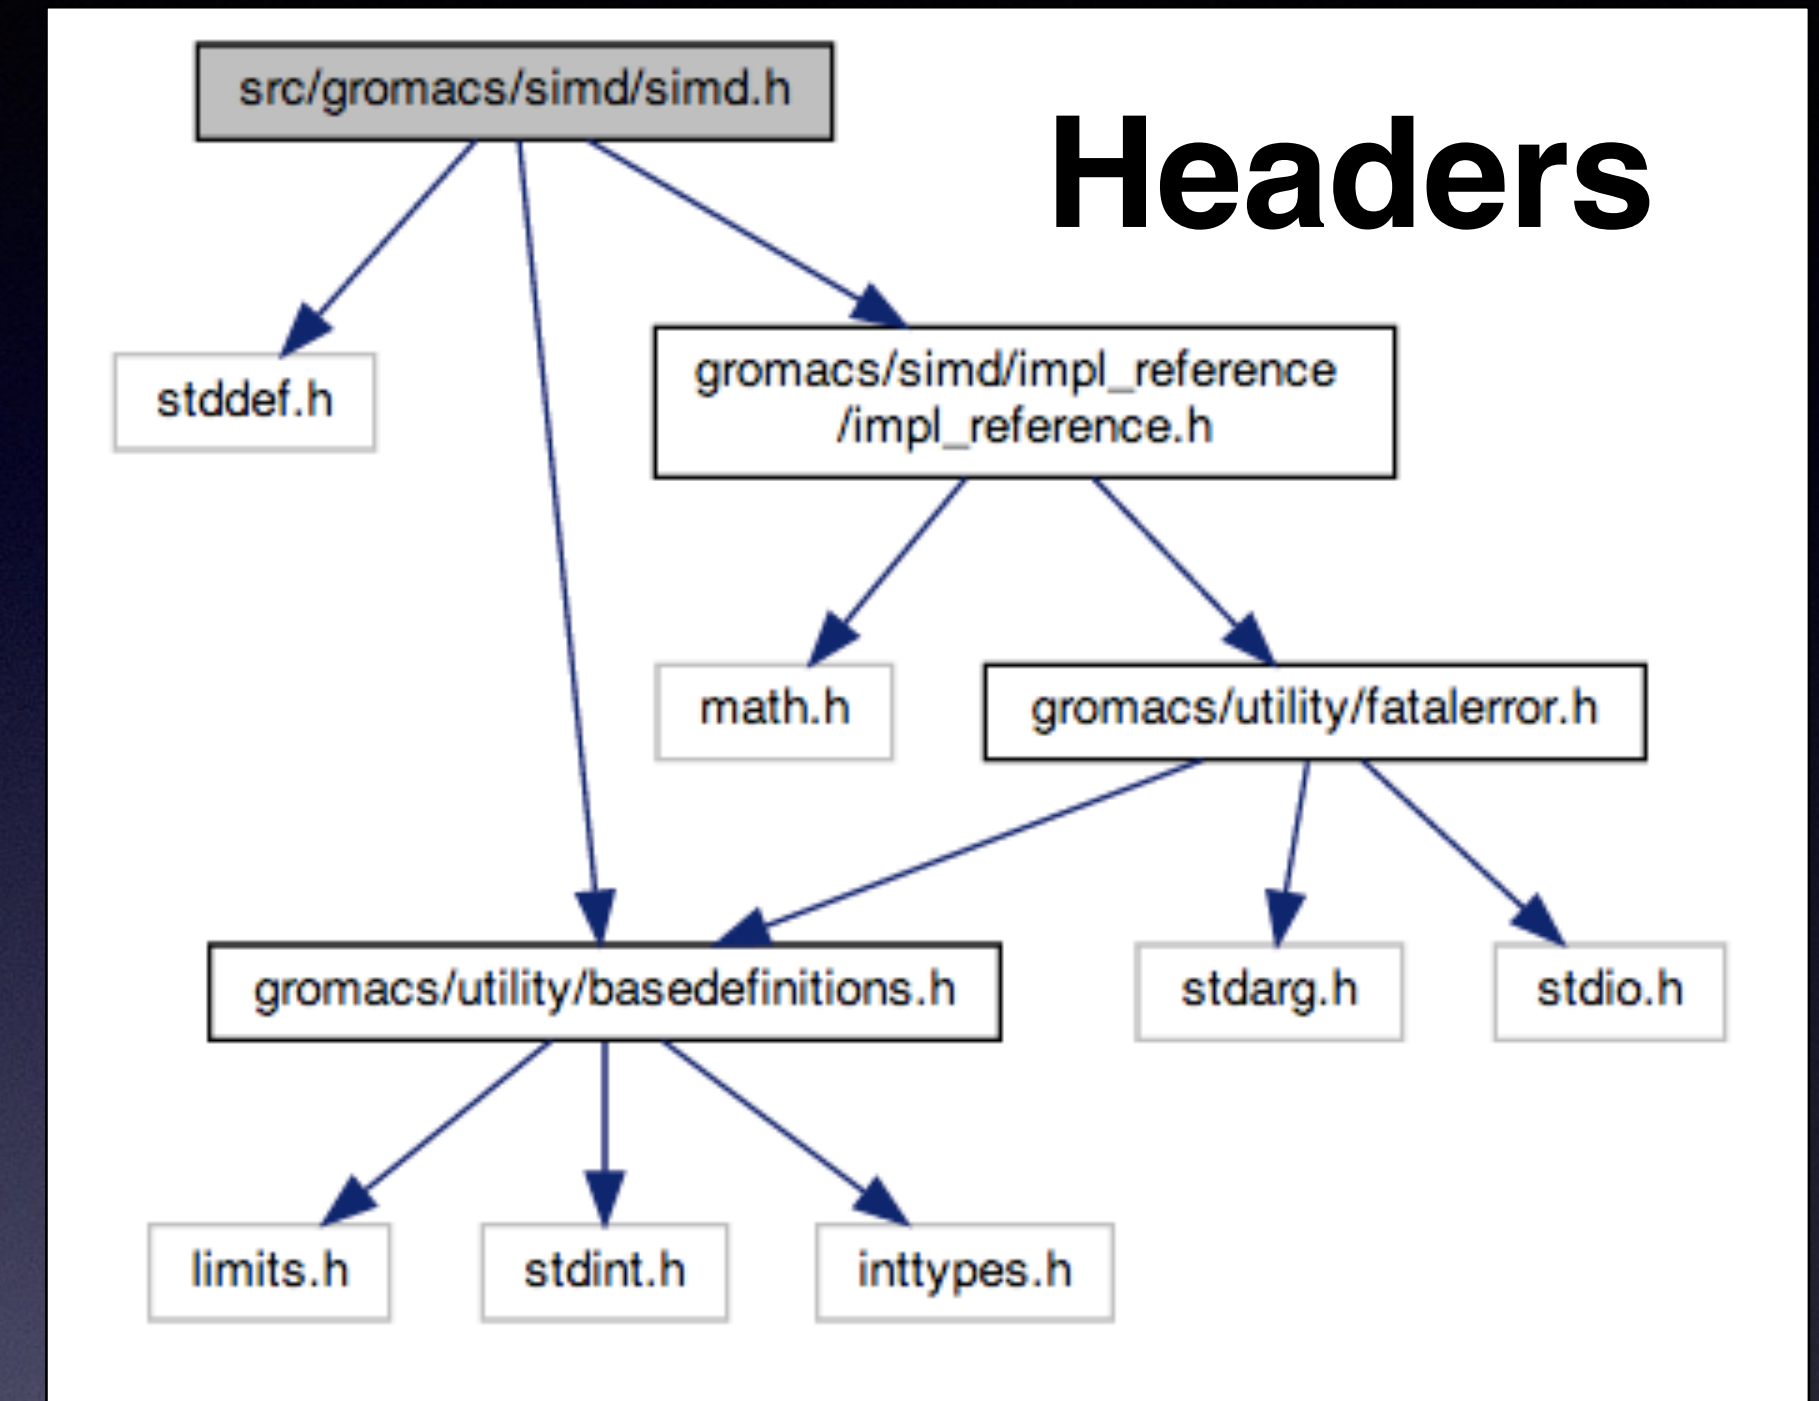 src/gromacs/simd/simd.h
Headers
stddef.h
gromacs/simd/impl_reference
/impl_reference.h
math.h
gromacs/utility/fatalerror.h
gromacs/utility/basedefinitions.h
stdarg.h
stdio.h
limits.h
stdint.h
inttypes.h